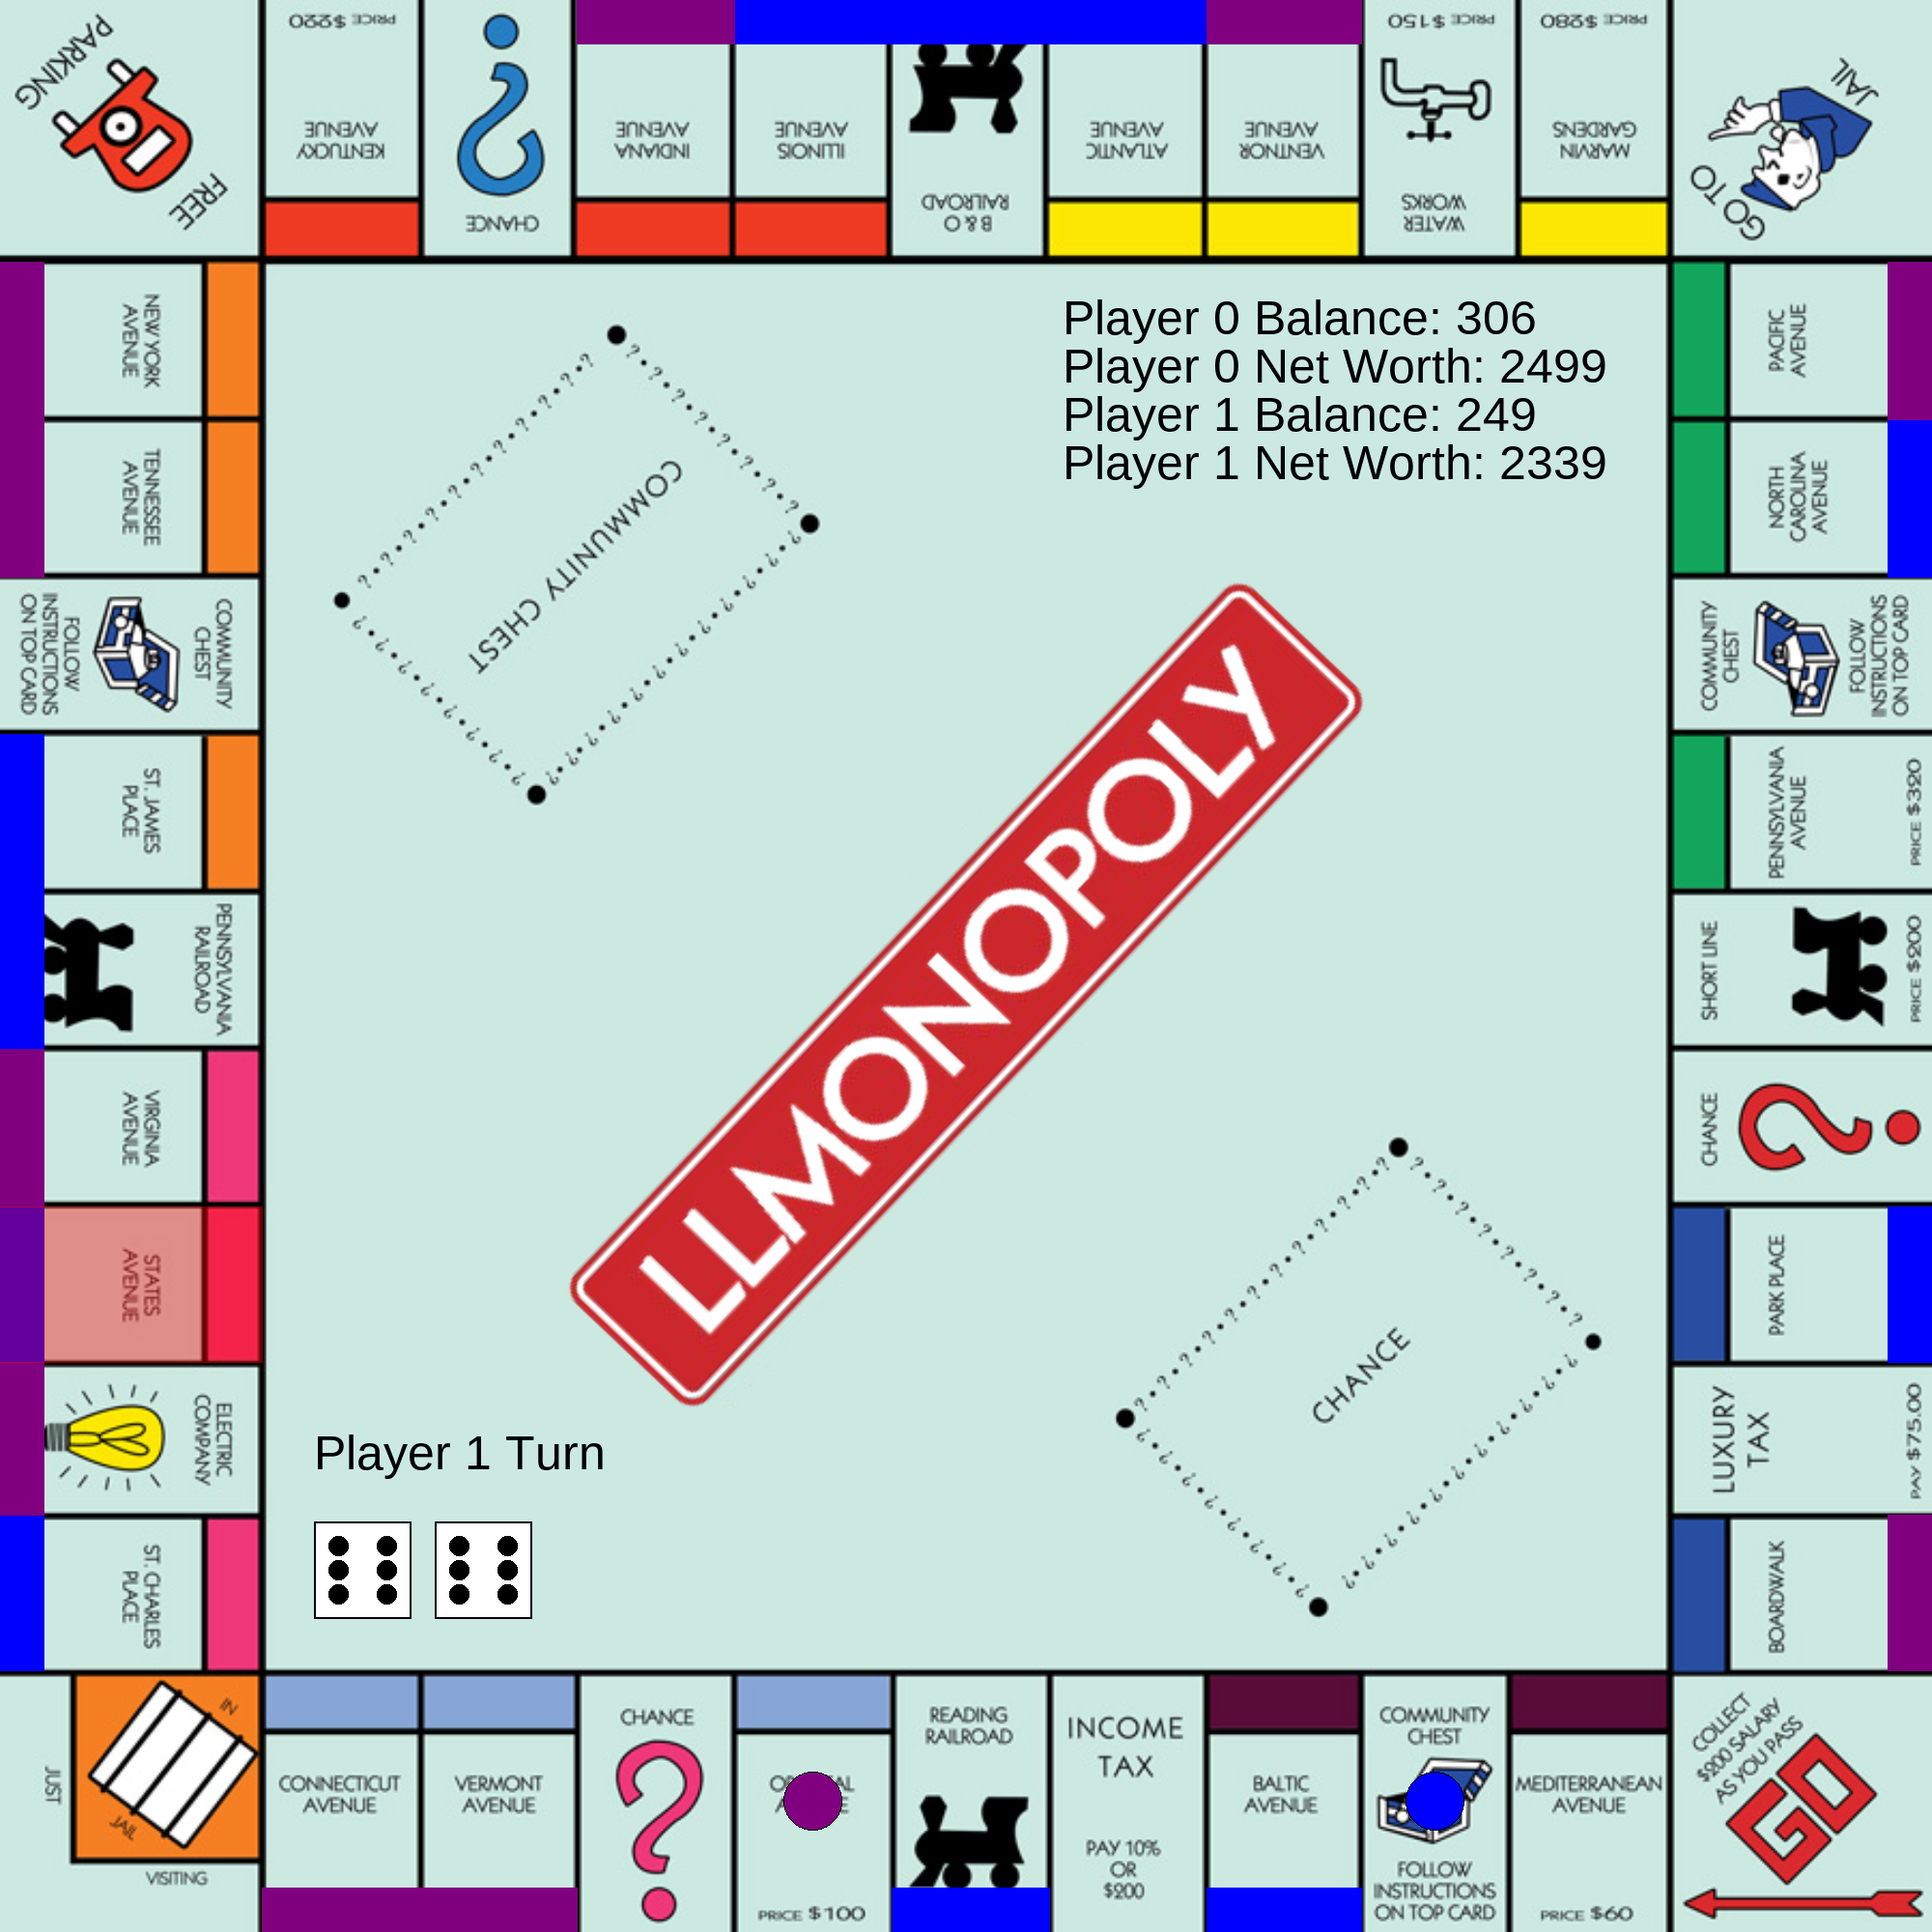 FREE
PARKING
PRICE $220
KENTUCKY
AVENUE
CHANCE
INDIANA
AVENUE
ILLINOIS
AVENUE
B & O
RAILROAD
ATLANTIC
AVENUE
VENTNOR
AVENUE
PRICE $150
WATER
WORKS
PRICE $280
MARVIN
GARDENS
GO TO
JAIL
NEW YORK
AVENUE
TENNESSEE
AVENUE
COMMUNITY
CHEST
FOLLOW
INSTRUCTIONS
ON TOP CARD
ST. JAMES
PLACE
PENNSYLVANIA
RAILROAD
VIRGINIA
AVENUE
STATES
AVENUE
ELECTRIC
COMPANY
ST. CHARLES
PLACE
Player 0 Balance: 306
Player 0 Net Worth: 2499
Player 1 Balance: 249
Player 1 Net Worth: 2339
COMMUNITY CHEST
LLMONOPOLY
CHANCE
Player 1 Turn
PACIFIC
AVENUE
NORTH
CAROLINA
AVENUE
COMMUNITY
CHEST
FOLLOW
INSTRUCTIONS
ON TOP CARD
PENNSYLVANIA
AVENUE
PRICE $320
SHORT LINE
PRICE $200
CHANCE
PARK PLACE
LUXURY
TAX
PAY $75.00
BOARDWALK
JUST
VISITING
IN
JAIL
CONNECTICUT
AVENUE
VERMONT
AVENUE
CHANCE
PRICE $100
READING
RAILROAD
INCOME
TAX
PAY 10%
OR
$200
BALTIC
AVENUE
COMMUNITY
CHEST
FOLLOW
INSTRUCTIONS
ON TOP CARD
MEDITERRANEAN
AVENUE
PRICE $60
COLLECT
$200 SALARY
AS YOU PASS
GO